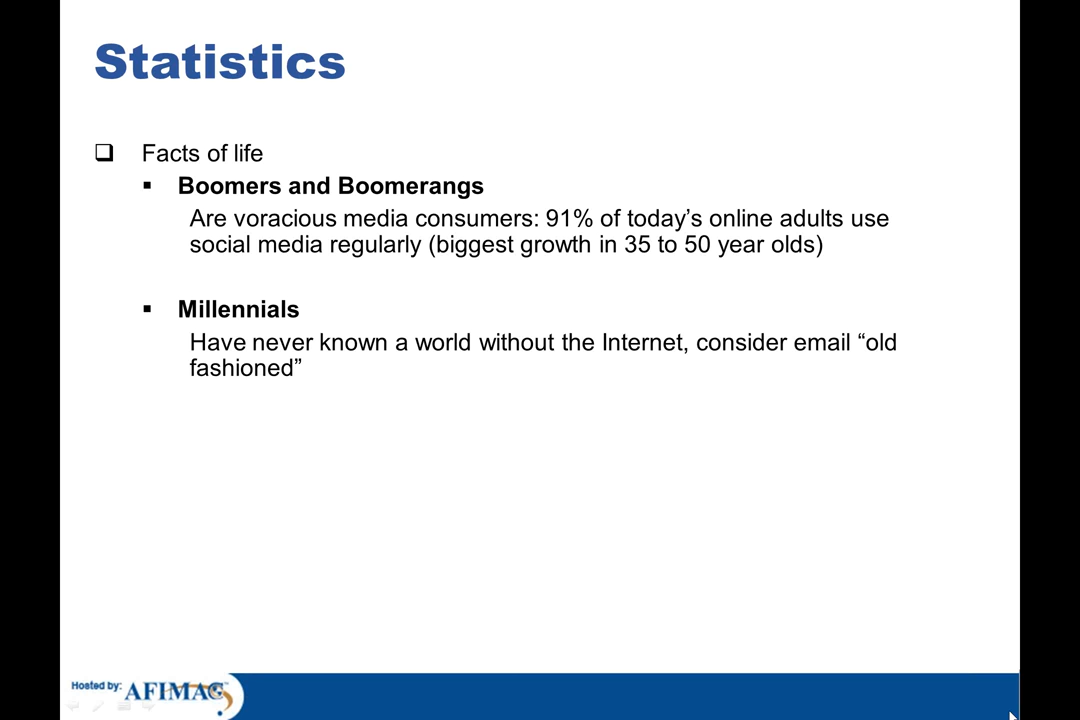 Statistics
Facts of life
Boomers and Boomerangs
Are voracious media consumers: 91% of today’s online adults use
social media regularly (biggest growth in 35 to 50 year olds)
Millennials
Have never known a world without the Internet, consider email “old
fashioned”
Hosted by: AFIMAC